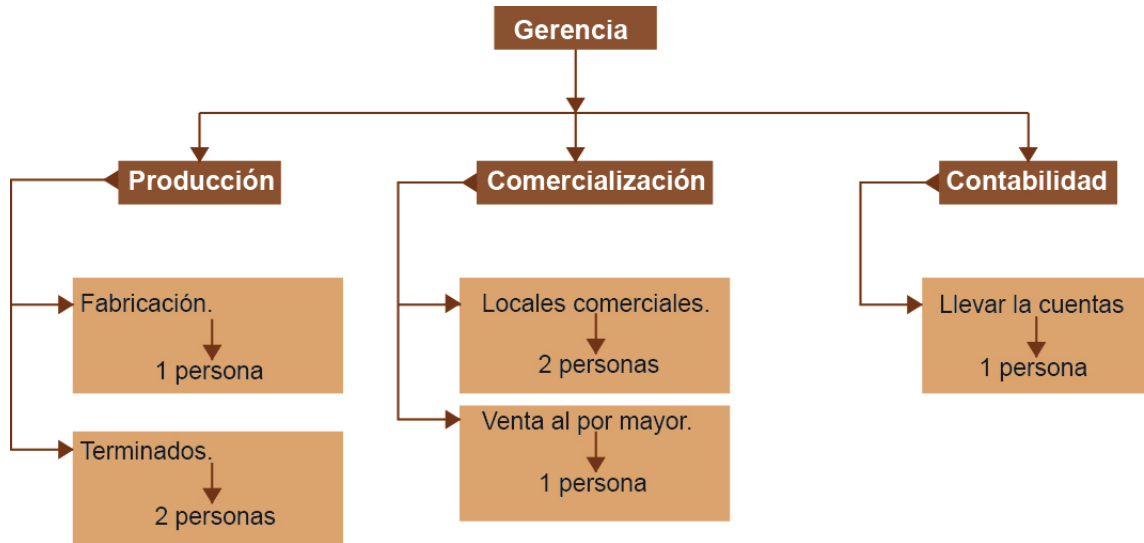 Gerencia
Producción
Comercialización
Contabilidad
Fabricación.
1 persona
Terminados.
2 personas
Locales comerciales.
2 personas
Venta al por mayor.
1 persona
Llevar la cuentas
1 persona